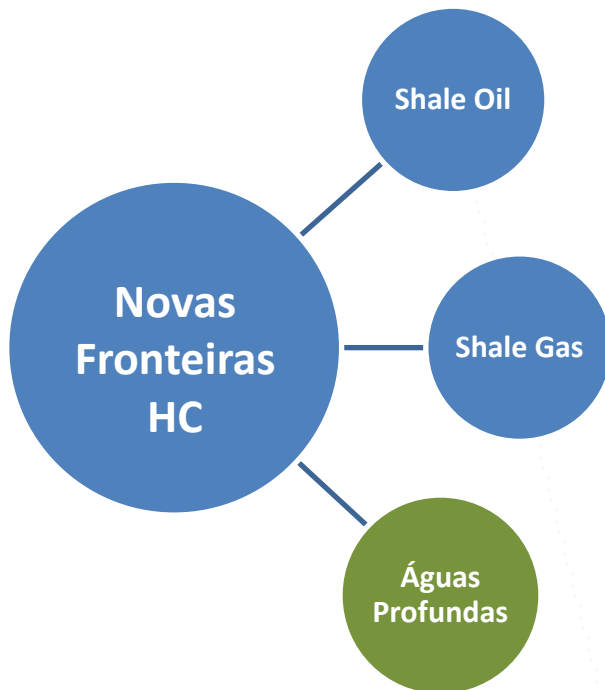 Shale Oil
Novas
Fronteiras
HC
Shale Gas
Águas
Profundas